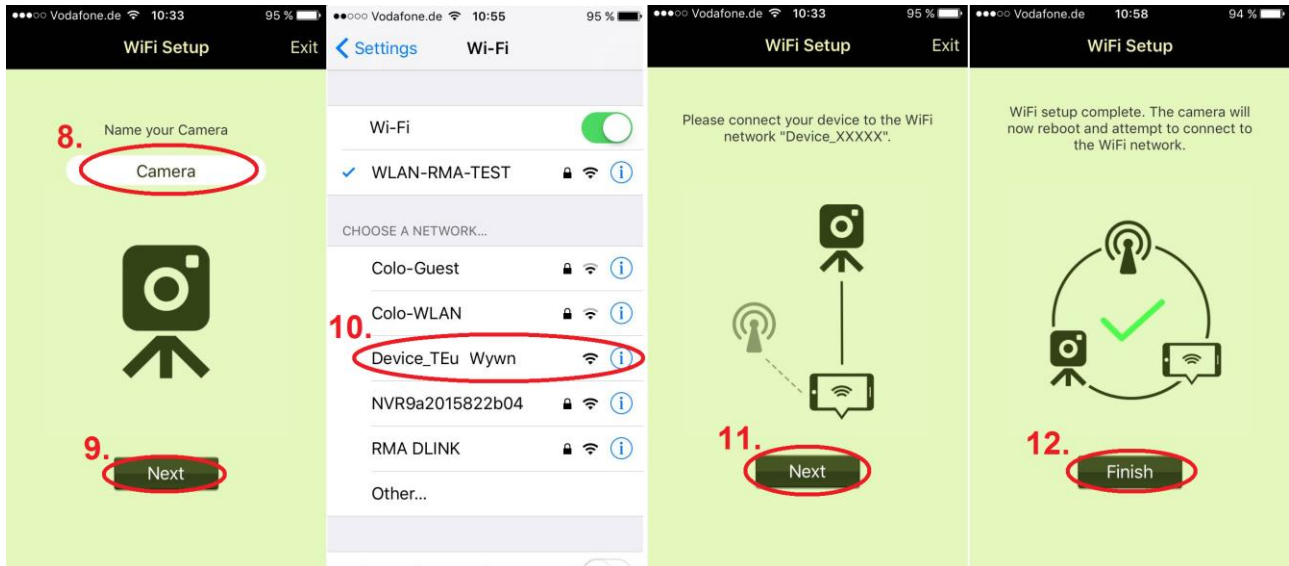 Vodafone.de 10:33 95 %
WiFi Setup Exit
Name your Camera
8.
Camera
9.
Next
Vodafone.de 10:55 95 %
Settings Wi-Fi
Wi-Fi
WLAN-RMA-TEST
CHOOSE A NETWORK...
Colo-Guest
Colo-WLAN
10.
Device_TEu Wywn
NVR9a2015822b04
RMA DLINK
Other...
Vodafone.de 10:33 95 %
WiFi Setup Exit
Please connect your device to the WiFi
network "Device_XXXXX".
11.
Next
Vodafone.de 10:58 94 %
WiFi Setup
WiFi setup complete. The camera will
now reboot and attempt to connect to
the WiFi network.
12.
Finish